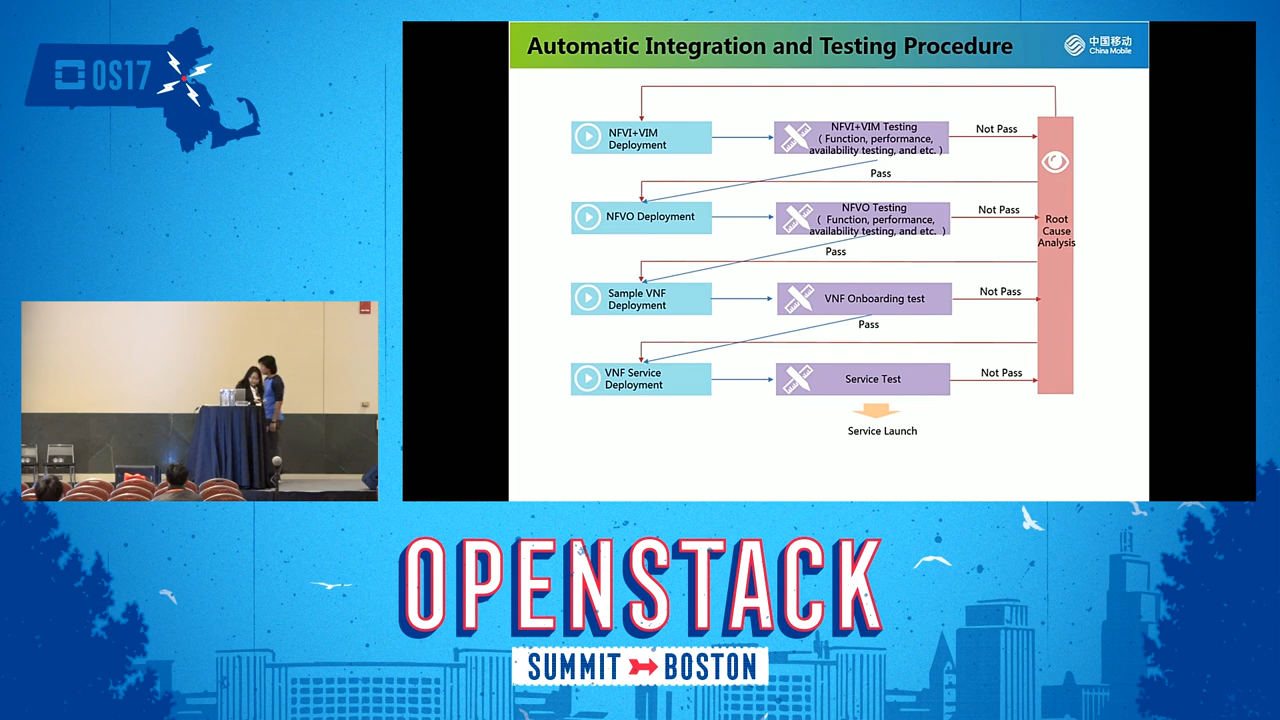 OS17
Automatic Integration and Testing Procedure
中国移动
China Mobile
NFVI+VIM
Deployment
NFVI+VIM Testing
( Function, performance,
availability testing, and etc. )
Not Pass
Pass
NFVO Deployment
NFVO Testing
( Function, performance,
availability testing, and etc. )
Not Pass
Root
Cause
Analysis
Pass
Sample VNF
Deployment
VNF Onboarding test
Not Pass
Pass
VNF Service
Deployment
Service Test
Not Pass
Service Launch
OPENSTACK
SUMMIT BOSTON